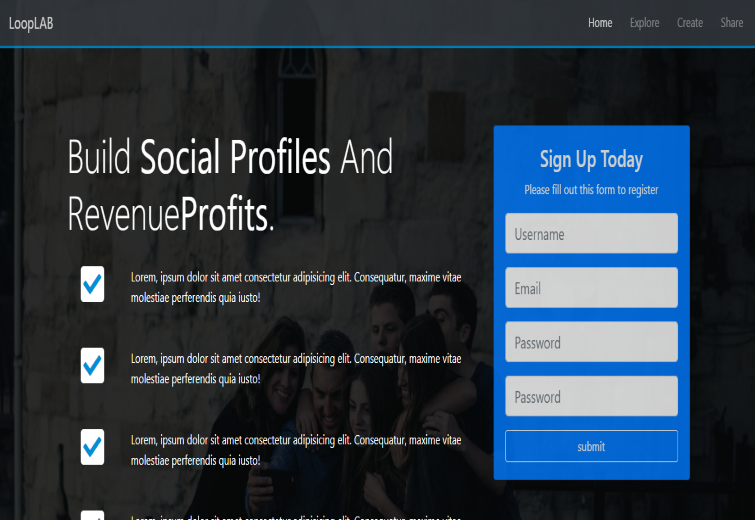 LoopLAB
Home Explore Create Share
Build Social Profiles And
RevenueProfits.
Lorem, ipsum dolor sit amet consectetur adipisicing elit. Consequatur, maxime vitae
molestiae perferendis quia iusto!
Lorem, ipsum dolor sit amet consectetur adipisicing elit. Consequatur, maxime vitae
molestiae perferendis quia iusto!
Lorem, ipsum dolor sit amet consectetur adipisicing elit. Consequatur, maxime vitae
molestiae perferendis quia iusto!
Sign Up Today
Please fill out this form to register
Username
Email
Password
Password
submit